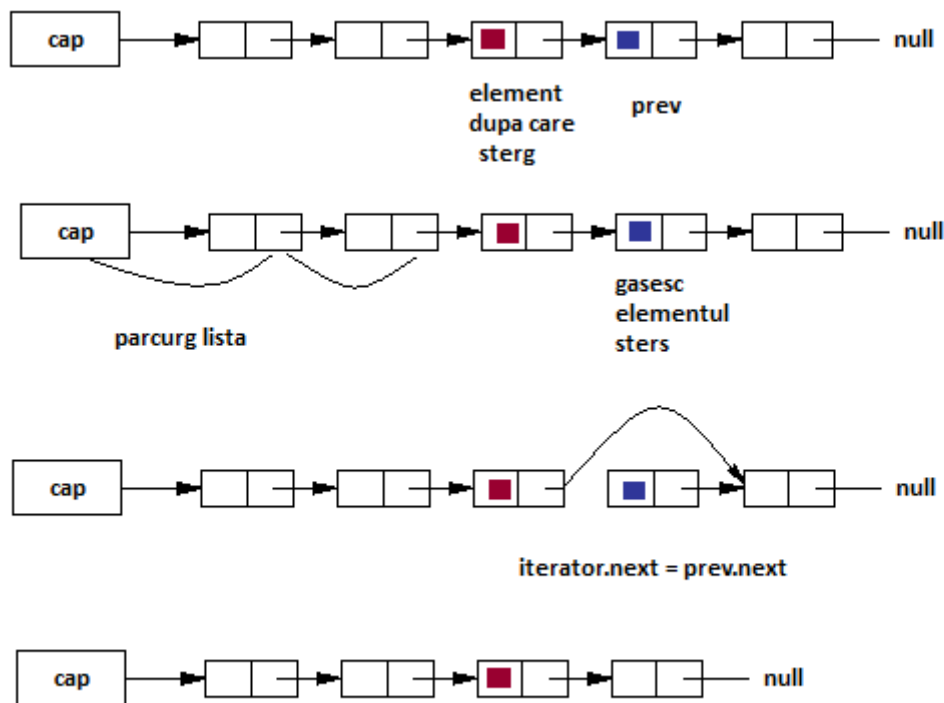 cap
null
element
dupa care
sterg
prev
cap
null
gasesc
elementul
sters
parcurg lista
cap
null
iterator.next = prev.next
cap
null